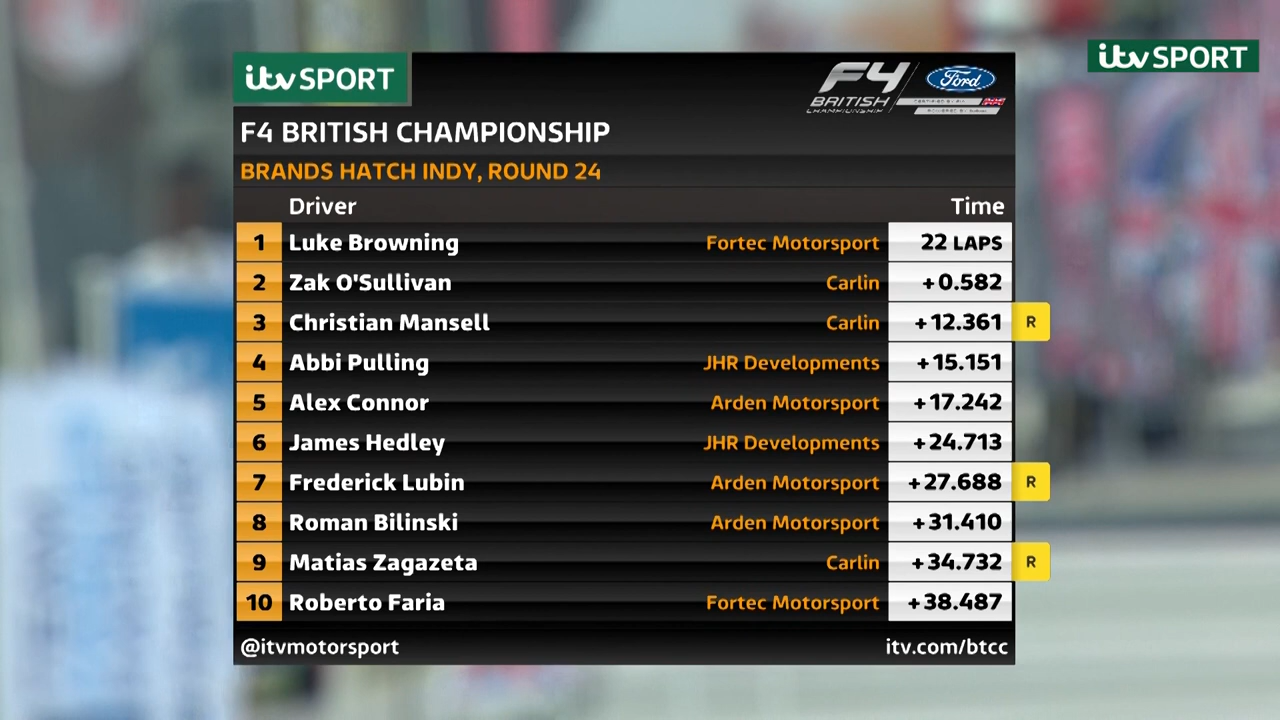 itv SPORT
itv SPORT
F4 BRITISH CHAMPIONSHIP
Ford
F4 BRITISH CHAMPIONSHIP
BRANDS HATCH INDY, ROUND 24
Driver Time
1 Luke Browning Fortec Motorsport 22 LAPS
2 Zak O'Sullivan Carlin +0.582
3 Christian Mansell Carlin +12.361 R
4 Abbi Pulling JHR Developments +15.151
5 Alex Connor Arden Motorsport +17.242
6 James Hedley JHR Developments +24.713
7 Frederick Lubin Arden Motorsport +27.688 R
8 Roman Bilinski Arden Motorsport +31.410
9 Matias Zagazeta Carlin +34.732 R
10 Roberto Faria Fortec Motorsport +38.487
@itvmotorsport itv.com/btcc